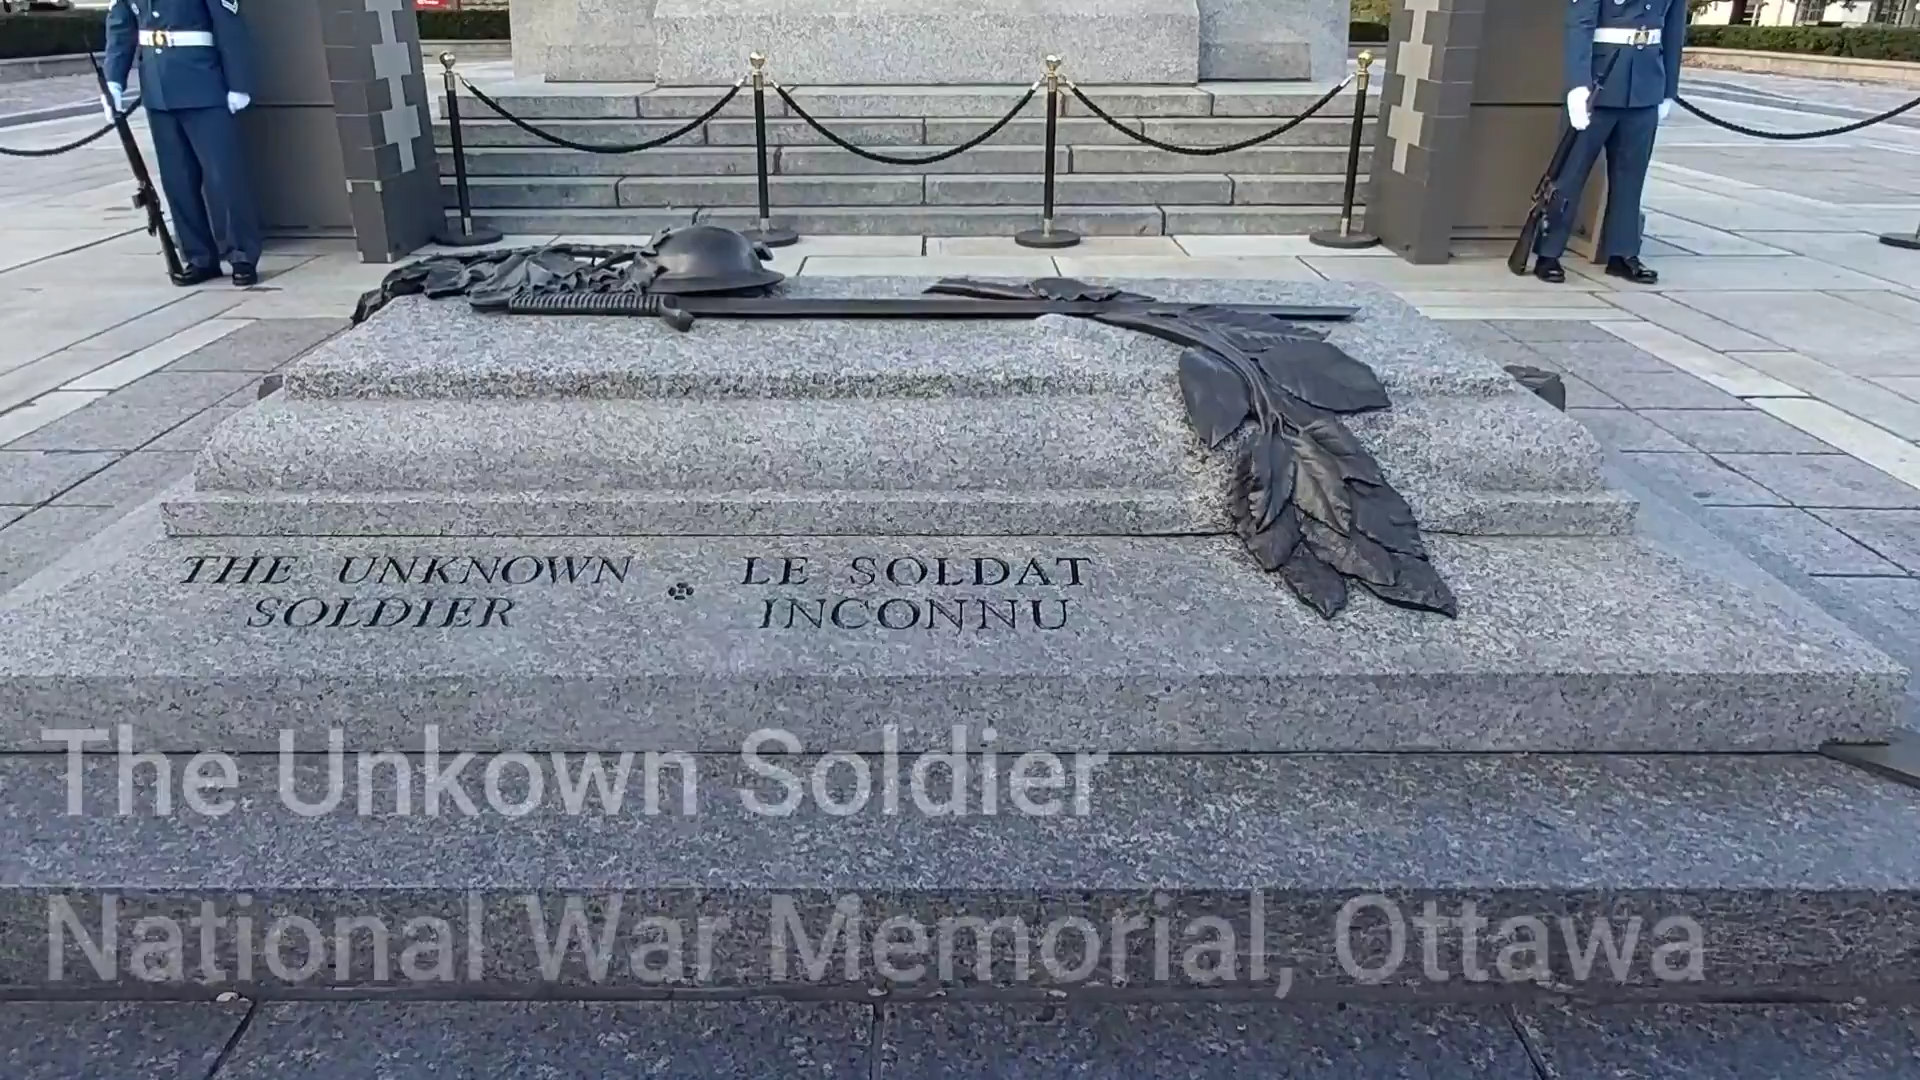 THE UNKNOWN
SOLDIER
LE SOLDAT
INCONNU
The Unkown Soldier
National War Memorial, Ottawa